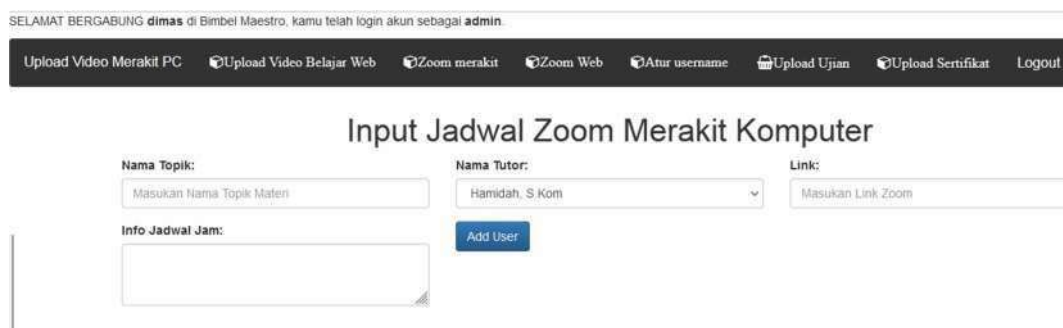 SELAMAT BERGABUNG dimas di Bimbel Maestro, kamu telah login akun sebagai admin.
Upload Video Merakit PC Upload Video Belajar Web Zoom merakit Zoom Web Atur username Upload Ujian Upload Sertifikat Logout
Input Jadwal Zoom Merakit Komputer
Nama Topik: Nama Tutor: Link:
Masukan Nama Topik Materi Hamidah, S.Kom Masukan Link Zoom
Info Jadwal Jam: Add User